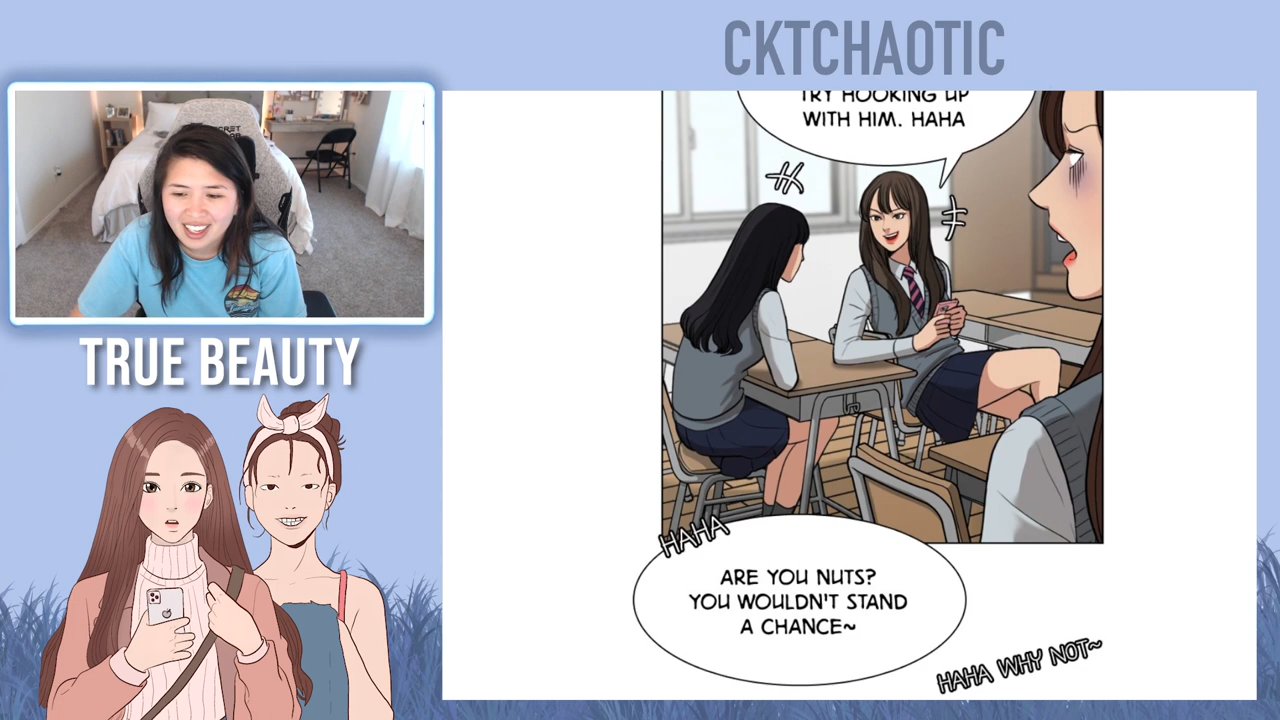 CKTCHAOTIC
TRY HOOKING UP
WITH HIM. HAHA
TRUE BEAUTY
HAHA
ARE YOU NUTS?
YOU WOULDN'T STAND
A CHANCE~
HAHA WHY NOT~